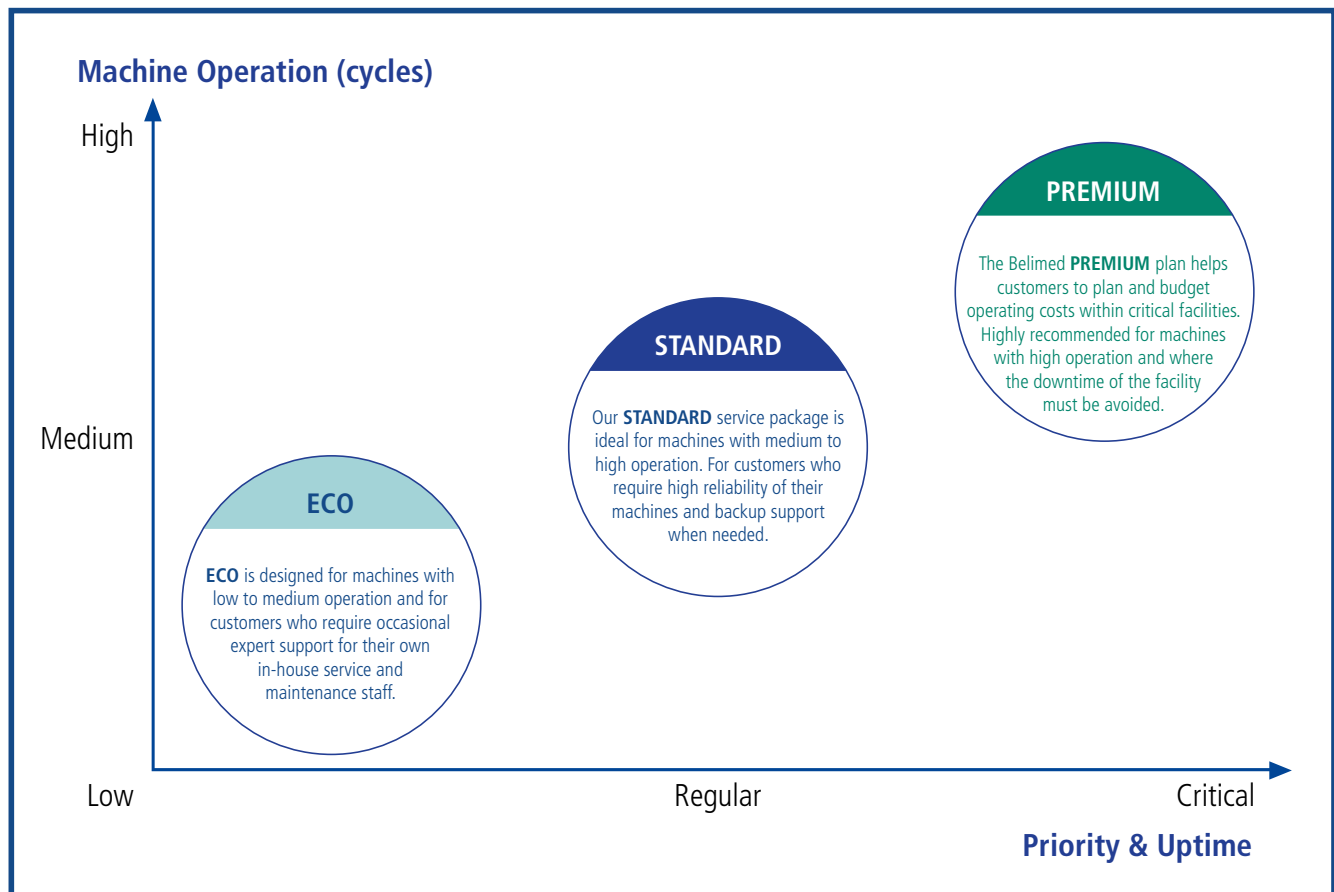 Machine Operation (cycles)
High
PREMIUM
The Belimed PREMIUM plan helps
customers to plan and budget
operating costs within critical facilities.
Highly recommended for machines
with high operation and where
the downtime of the facility
must be avoided.
STANDARD
Our STANDARD service package is
ideal for machines with medium to
high operation. For customers who
require high reliability of their
machines and backup support
when needed.
Medium
ECO
ECO is designed for machines with
low to medium operation and for
customers who require occasional
expert support for their own
in-house service and
maintenance staff.
Low
Regular
Critical
Priority & Uptime